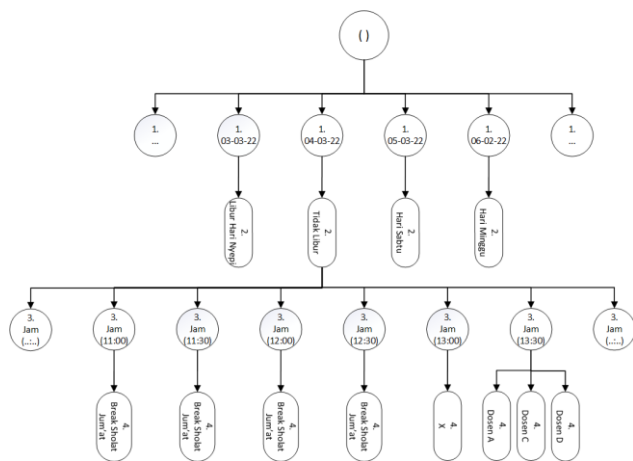 ( )
1.
...
1.
03-03-22
1.
04-03-22
1.
05-03-22
1.
06-02-22
1.
...
2.
Libur Hari Nyepi
2.
Tidak Libur
2.
Hari Sabtu
2.
Hari Minggu
3.
Jam
(..:..)
3.
Jam
(11:00)
3.
Jam
(11:30)
3.
Jam
(12:00)
3.
Jam
(12:30)
3.
Jam
(13:00)
3.
Jam
(13:30)
3.
Jam
(..:..)
4.
Break Sholat
Jum'at
4.
Break Sholat
Jum'at
4.
Break Sholat
Jum'at
4.
Break Sholat
Jum'at
4.
X
4.
Dosen A
4.
Dosen C
4.
Dosen D